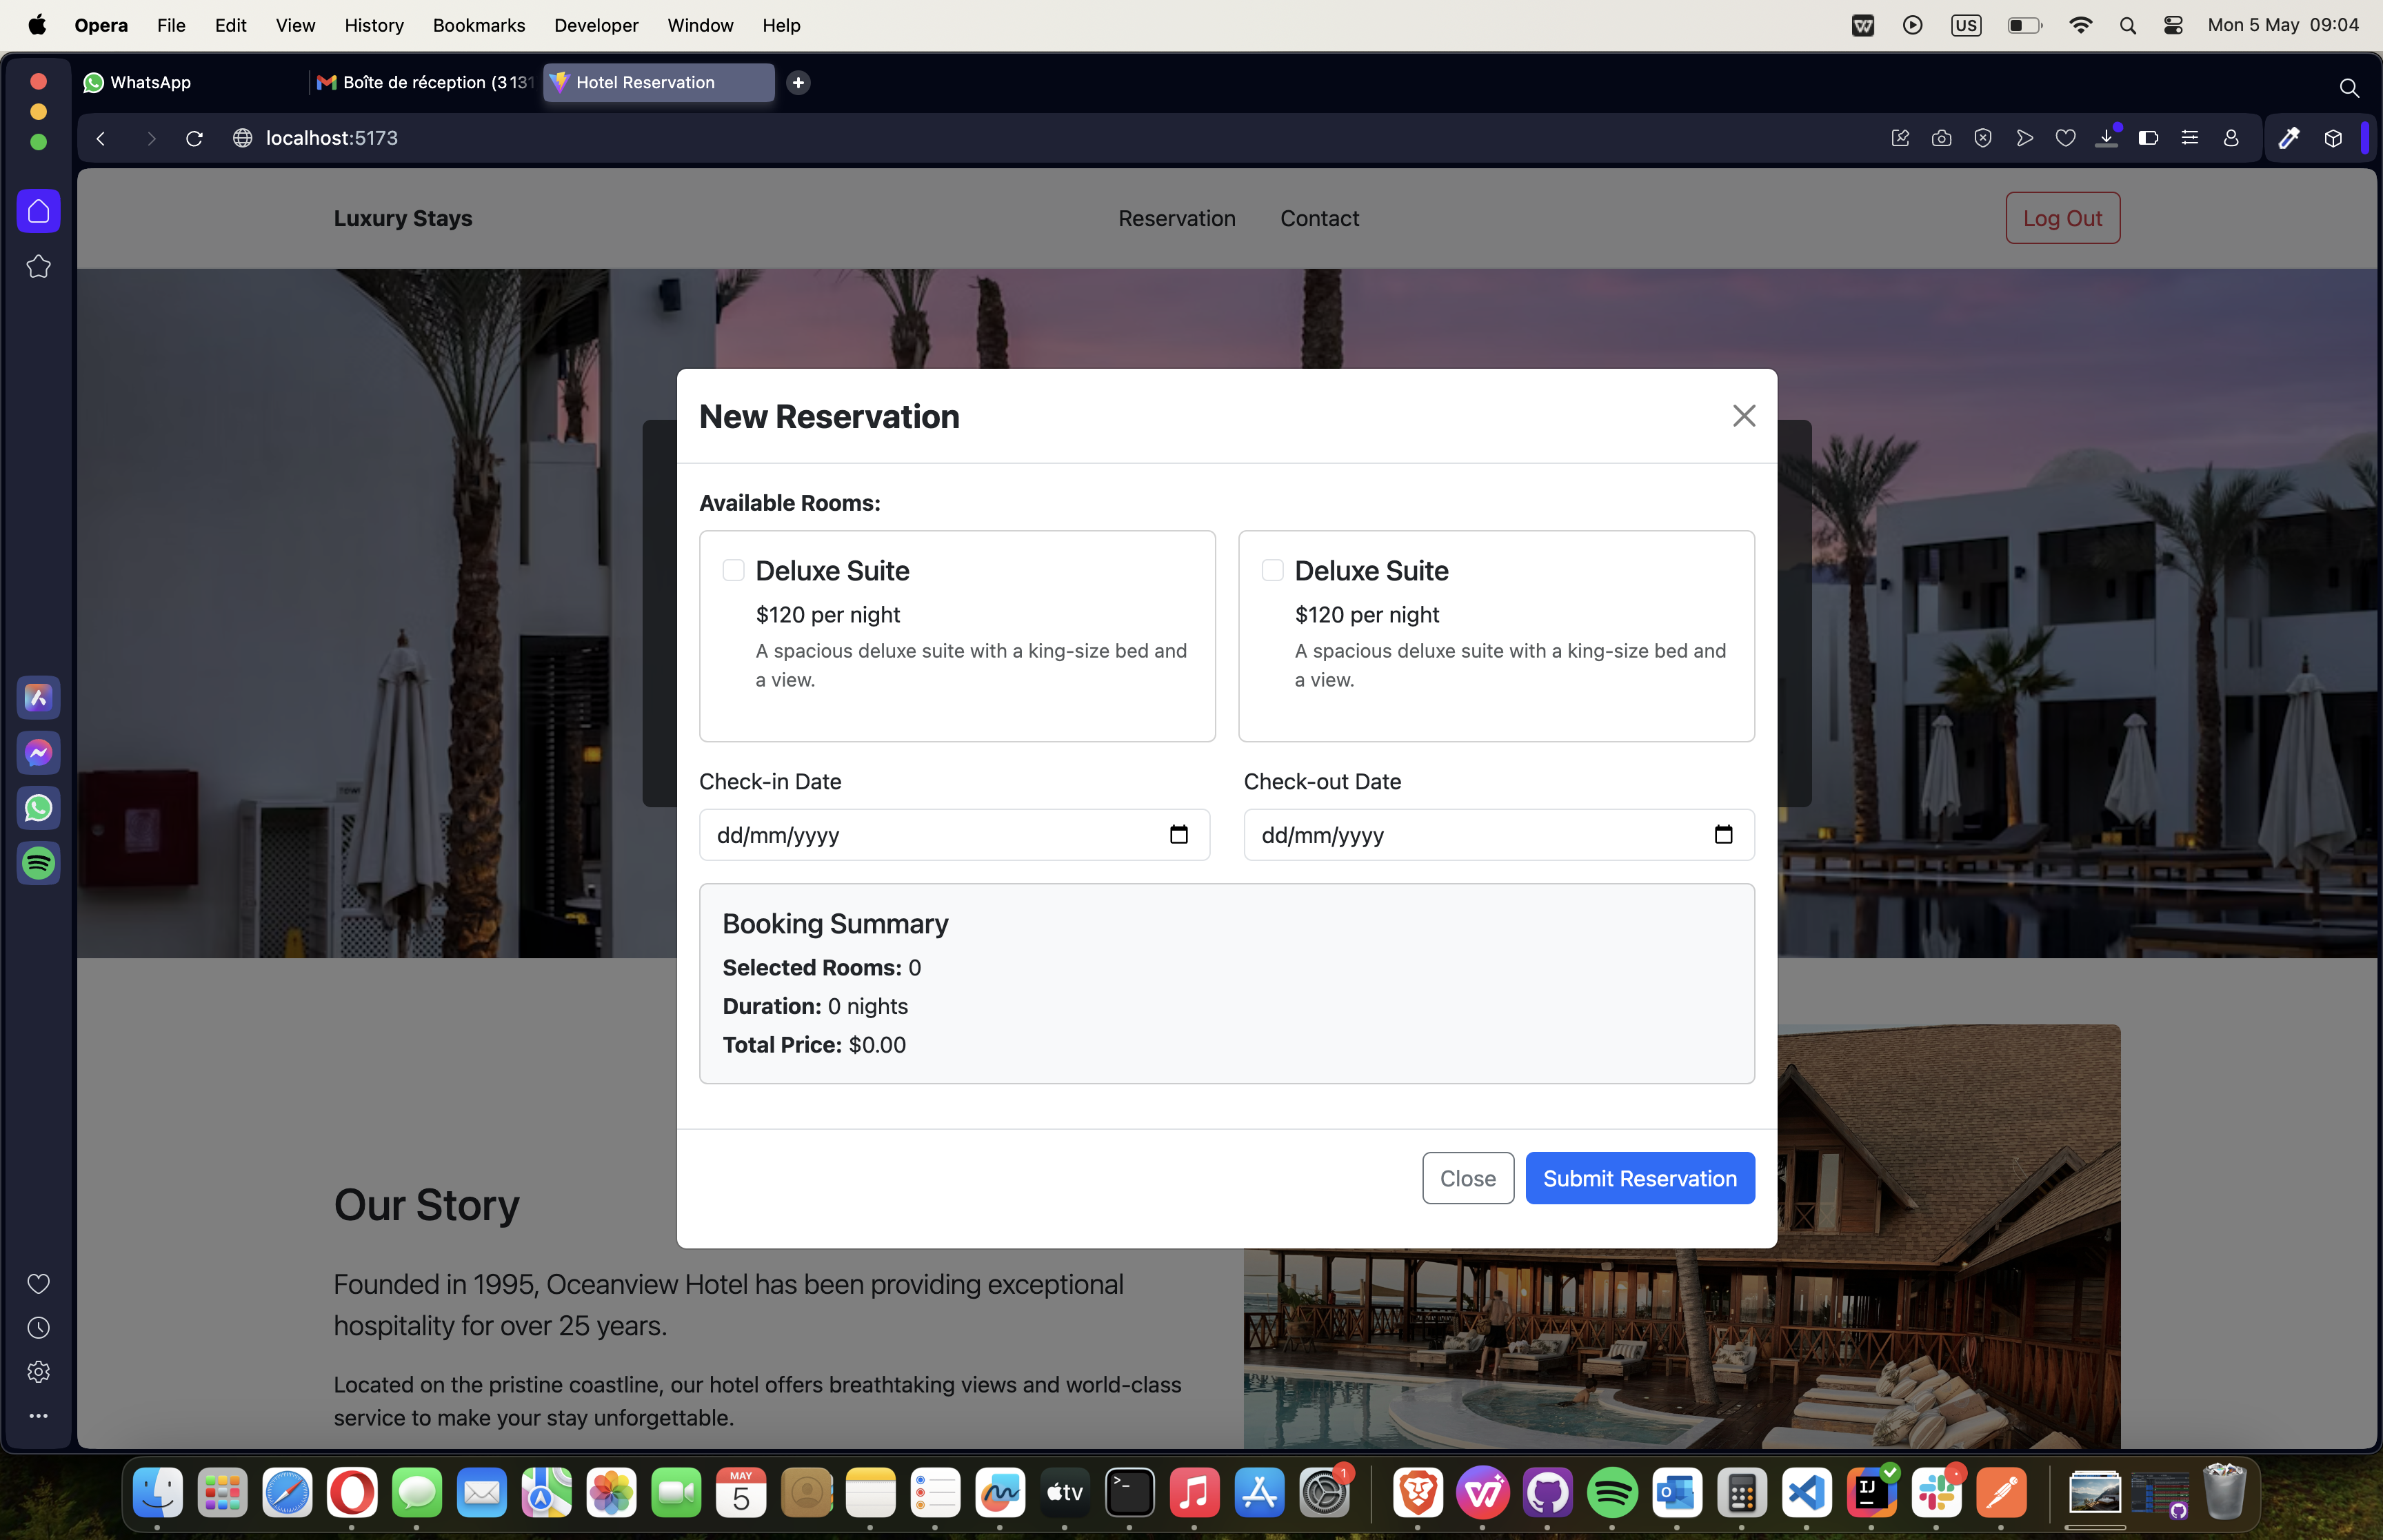 Opera File Edit View History Bookmarks Developer Window Help
US
Mon 5 May 09:04
WhatsApp
Boîte de réception (3 131
Hotel Reservation
localhost:5173
Luxury Stays
Reservation
Contact
Log Out
New Reservation
Available Rooms:
Deluxe Suite
$120 per night
A spacious deluxe suite with a king-size bed and
a view.
Deluxe Suite
$120 per night
A spacious deluxe suite with a king-size bed and
a view.
Check-in Date
Check-out Date
dd/mm/yyyy
dd/mm/yyyy
Booking Summary
Selected Rooms: 0
Duration: 0 nights
Total Price: $0.00
Close
Submit Reservation
Our Story
Founded in 1995, Oceanview Hotel has been providing exceptional
hospitality for over 25 years.
Located on the pristine coastline, our hotel offers breathtaking views and world-class
service to make your stay unforgettable.
MAY
5
tv
1
IJ